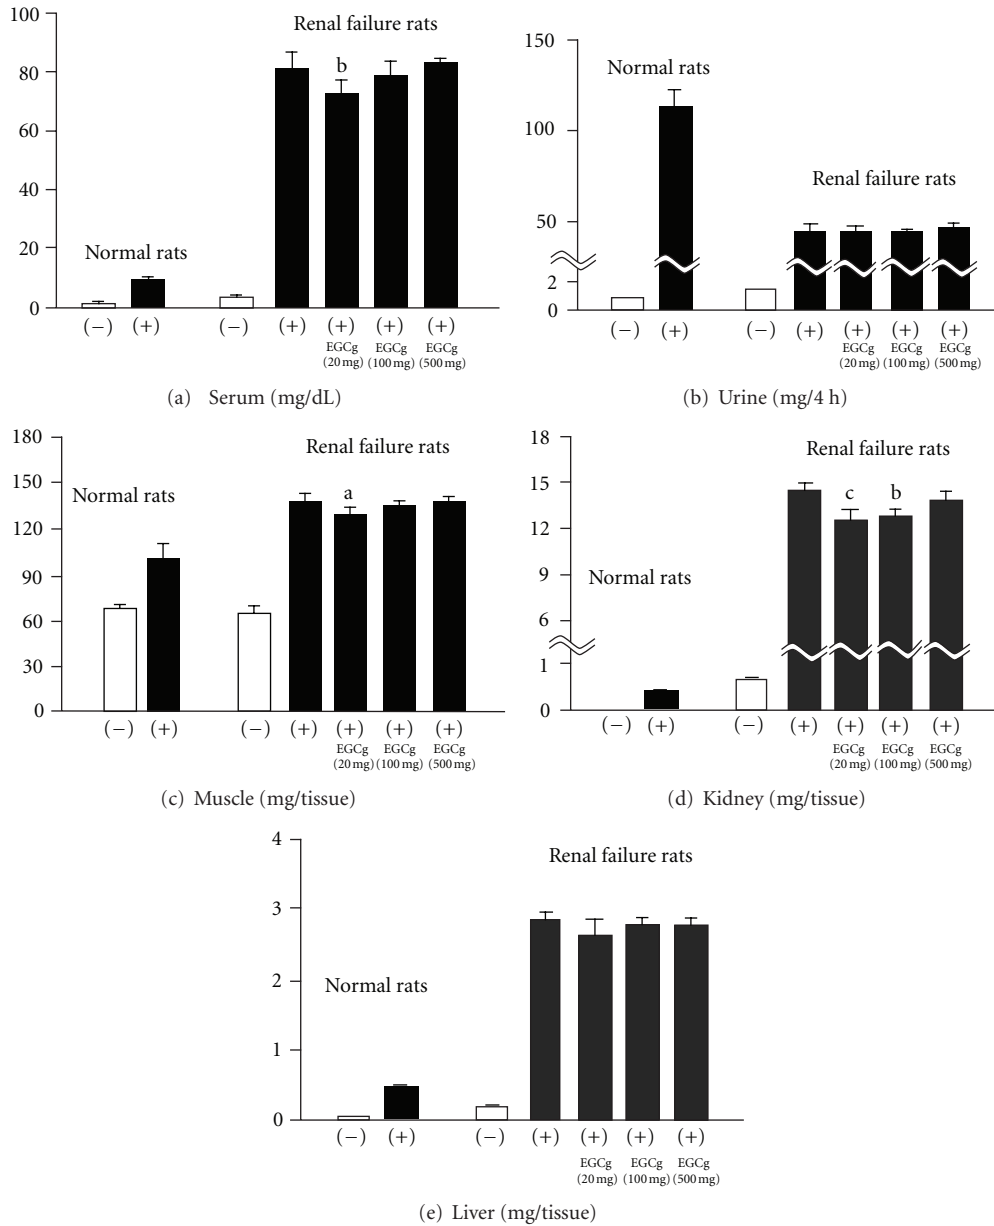 100
80
60
40
20
0
Renal failure rats
b
Normal rats
(−) (+) (−) (+) (+) (+) (+)
EGCg EGCg EGCg
(20 mg) (100 mg) (500 mg)
(a) Serum (mg/dL)
150
100
50
2
0
Normal rats
Renal failure rats
(−) (+) (−) (+) (+) (+) (+)
EGCg EGCg EGCg
(20 mg) (100 mg) (500 mg)
(b) Urine (mg/4 h)
180
150
120
90
60
30
0
Renal failure rats
Normal rats
a
(−) (+) (−) (+) (+) (+) (+)
EGCg EGCg EGCg
(20 mg) (100 mg) (500 mg)
(c) Muscle (mg/tissue)
18
15
12
9
6
1
0
Renal failure rats
c b
Normal rats
(−) (+) (−) (+) (+) (+) (+)
EGCg EGCg EGCg
(20 mg) (100 mg) (500 mg)
(d) Kidney (mg/tissue)
4
3
2
1
0
Renal failure rats
Normal rats
(−) (+) (−) (+) (+) (+) (+)
EGCg EGCg EGCg
(20 mg) (100 mg) (500 mg)
(e) Liver (mg/tissue)